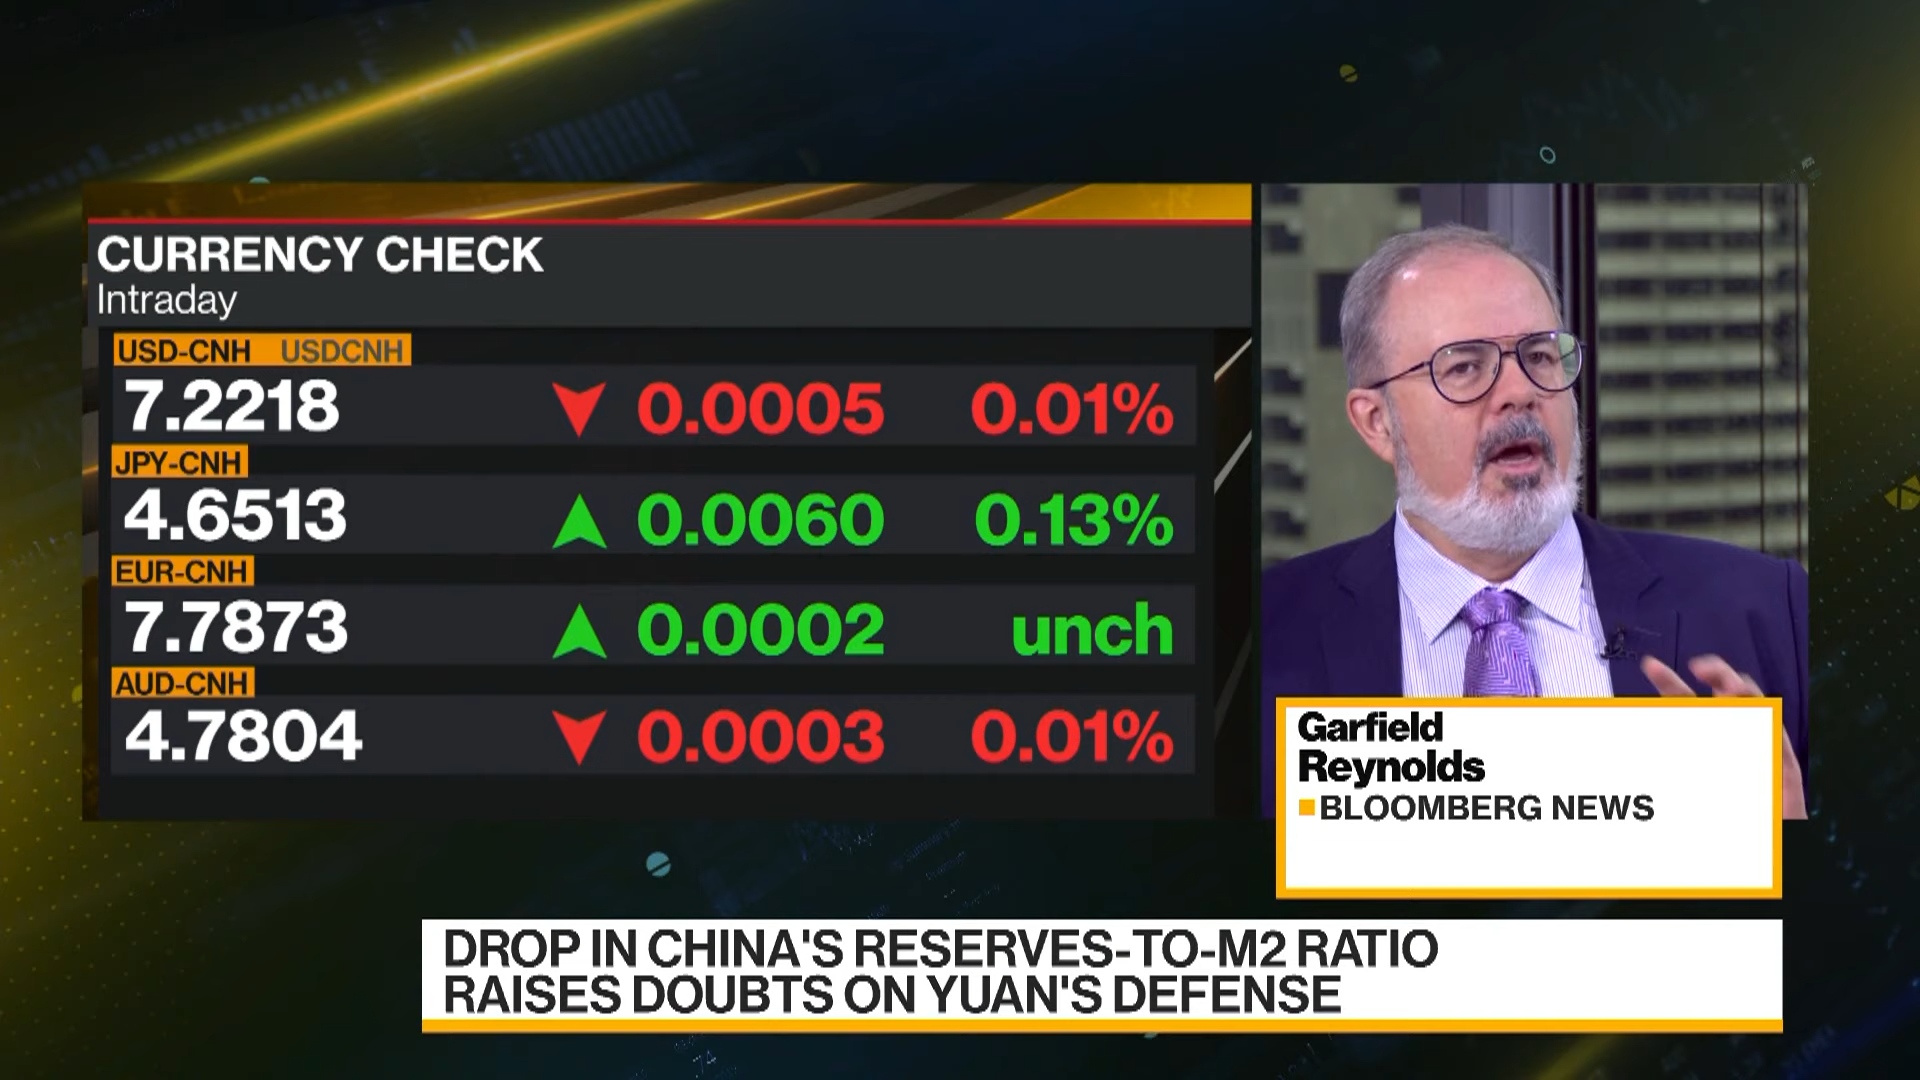 CURRENCY CHECK
Intraday
USD-CNH USDCNH
7.2218 ▼ 0.0005 0.01%
JPY-CNH
4.6513 ▲ 0.0060 0.13%
EUR-CNH
7.7873 ▲ 0.0002 unch
AUD-CNH
4.7804 ▼ 0.0003 0.01%
Garfield
Reynolds
BLOOMBERG NEWS
DROP IN CHINA'S RESERVES-TO-M2 RATIO
RAISES DOUBTS ON YUAN'S DEFENSE
74